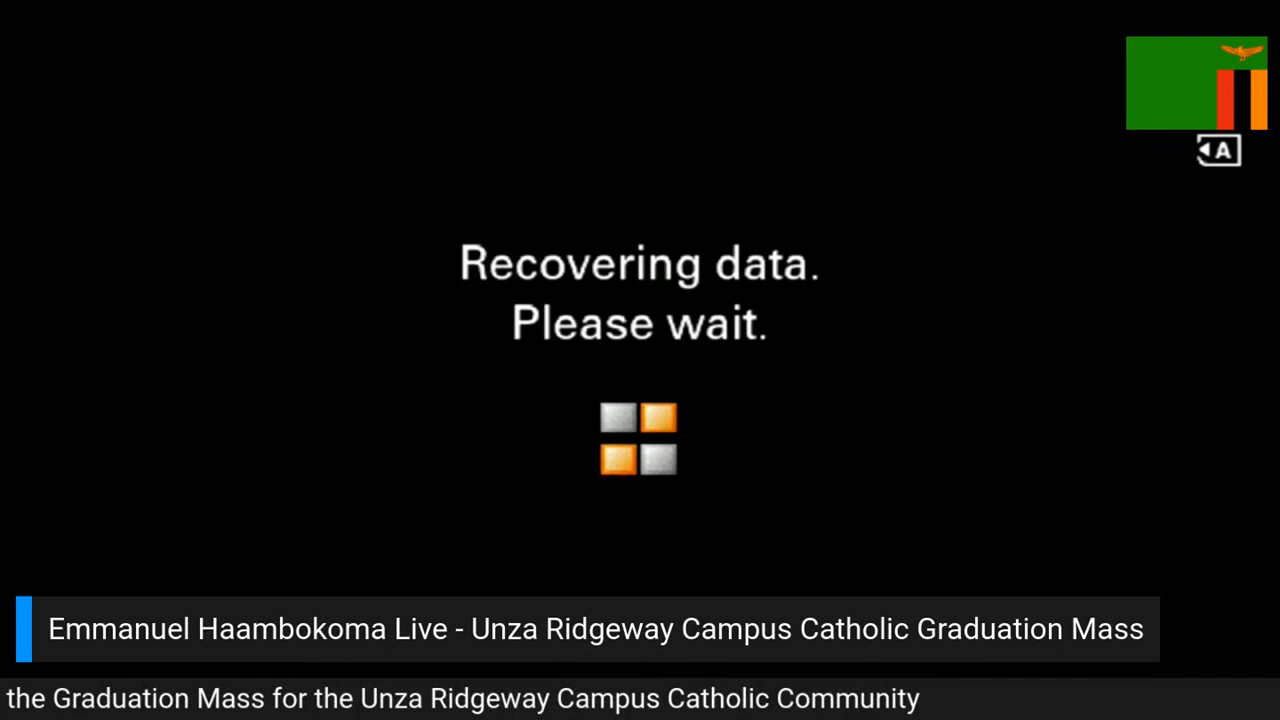 A
Recovering data.
Please wait.
Emmanuel Haambokoma Live - Unza Ridgeway Campus Catholic Graduation Mass
the Graduation Mass for the Unza Ridgeway Campus Catholic Community